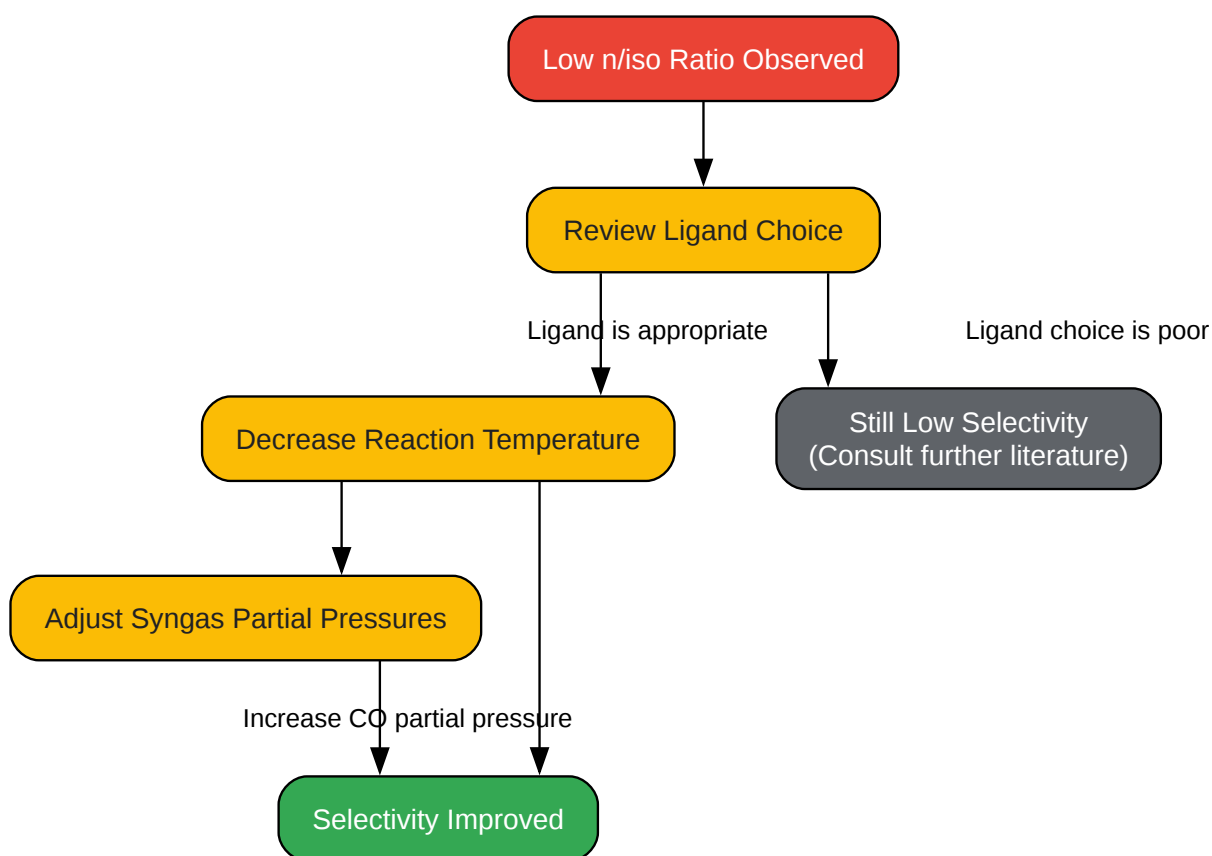 Low n/iso Ratio Observed
Review Ligand Choice
Ligand is appropriate
Ligand choice is poor
Decrease Reaction Temperature
Still Low Selectivity
(Consult further literature)
Adjust Syngas Partial Pressures
Increase CO partial pressure
Selectivity Improved